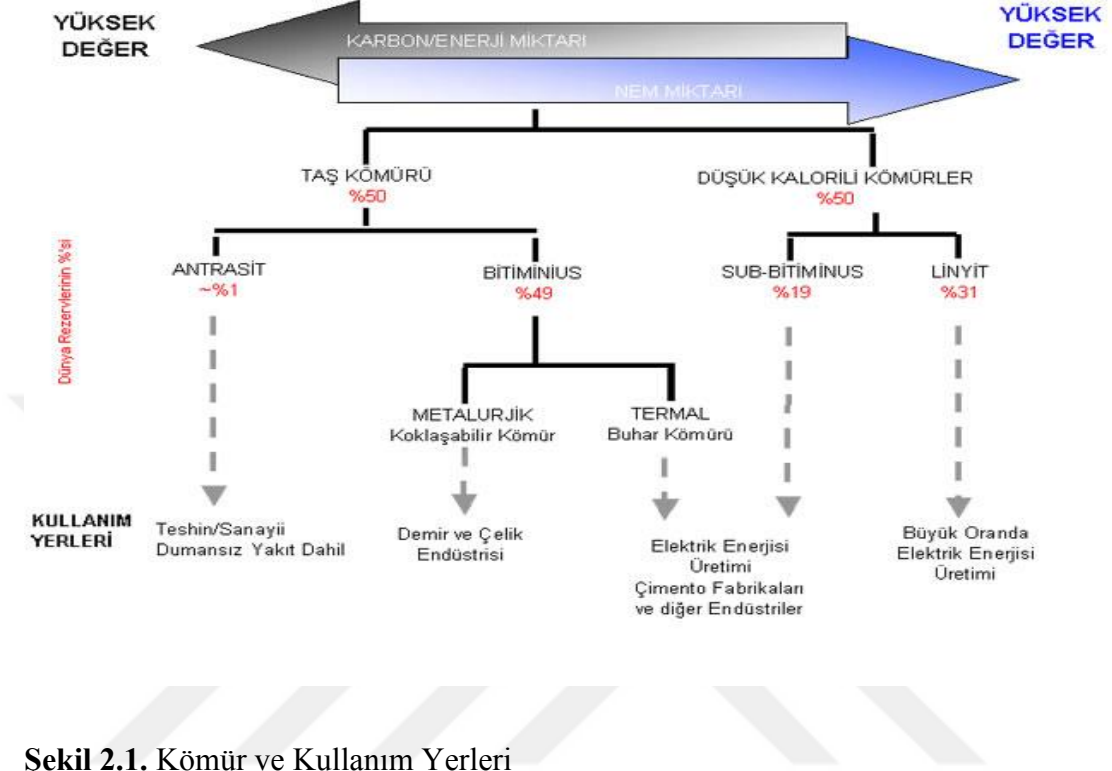 YÜKSEK
DEĞER
KARBON/ENERJİ MİKTARI
YÜKSEK
DEĞER
NEM MİKTARI
TAŞ KÖMÜRÜ
%50
DÜŞÜK KALORİLİ KÖMÜRLER
%50
Dünya Rezervlerinin %'si
ANTRASİT
~%1
BİTİMİNİUS
%49
SUB-BİTİMİNUS
%19
LİNYİT
%31
METALURJİK
Koklaşabilir Kömür
TERMAL
Buhar Kömürü
KULLANIM
YERLERİ
Teshin/Sanayii
Dumansız Yakıt Dahil
Demir ve Çelik
Endüstrisi
Elektrik Enerjisi
Üretimi
Çimento Fabrikaları
ve diğer Endüstriler
Büyük Oranda
Elektrik Enerjisi
Üretimi
Sekil 2.1. Kömür ve Kullanım Yerleri